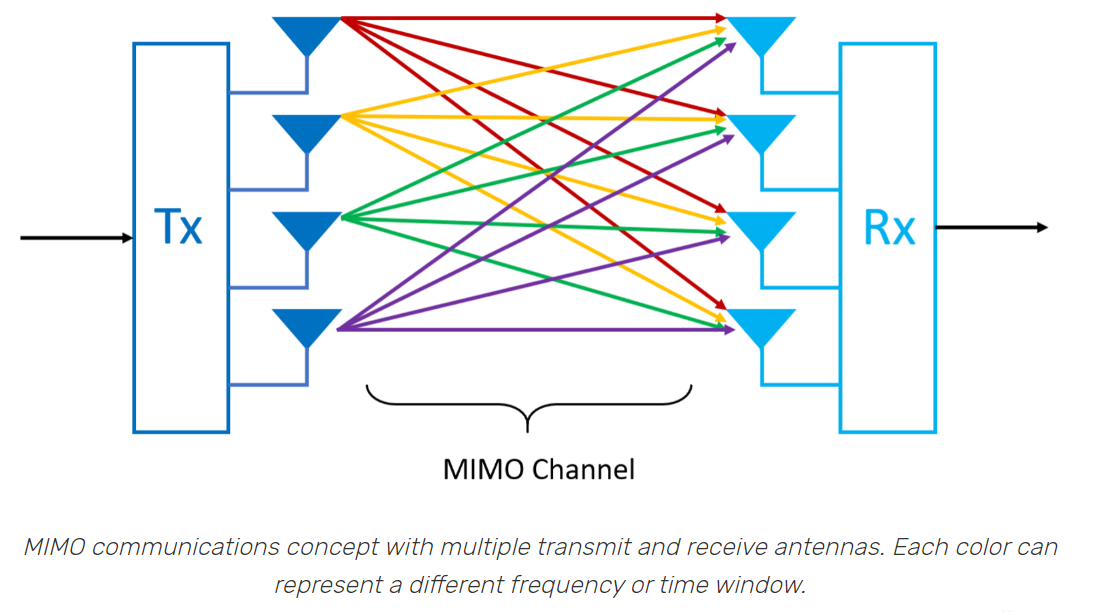 Tx
Rx
MIMO Channel
MIMO communications concept with multiple transmit and receive antennas. Each color can
represent a different frequency or time window.